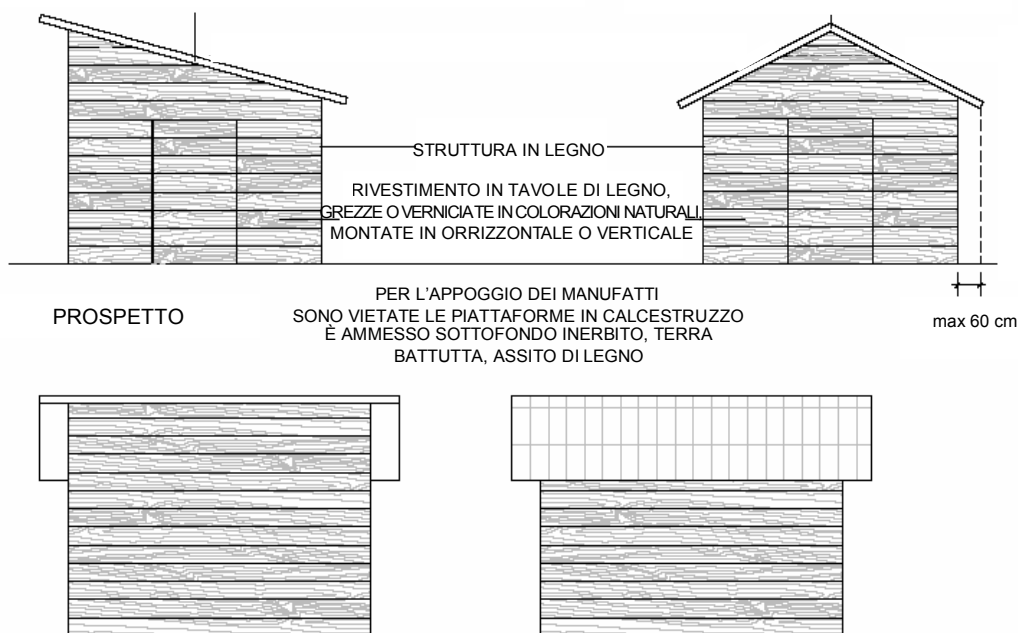 STRUTTURA IN LEGNO
RIVESTIMENTO IN TAVOLE DI LEGNO,
GREZZE O VERNICIATE IN COLORAZIONI NATURALI,
MONTATE IN ORRIZZONTALE O VERTICALE
PER L'APPOGGIO DEI MANUFATTI
SONO VIETATE LE PIATTAFORME IN CALCESTRUZZO
È AMMESSO SOTTOFONDO INERBITO, TERRA
BATTUTTA, ASSITO DI LEGNO
PROSPETTO
max 60 cm